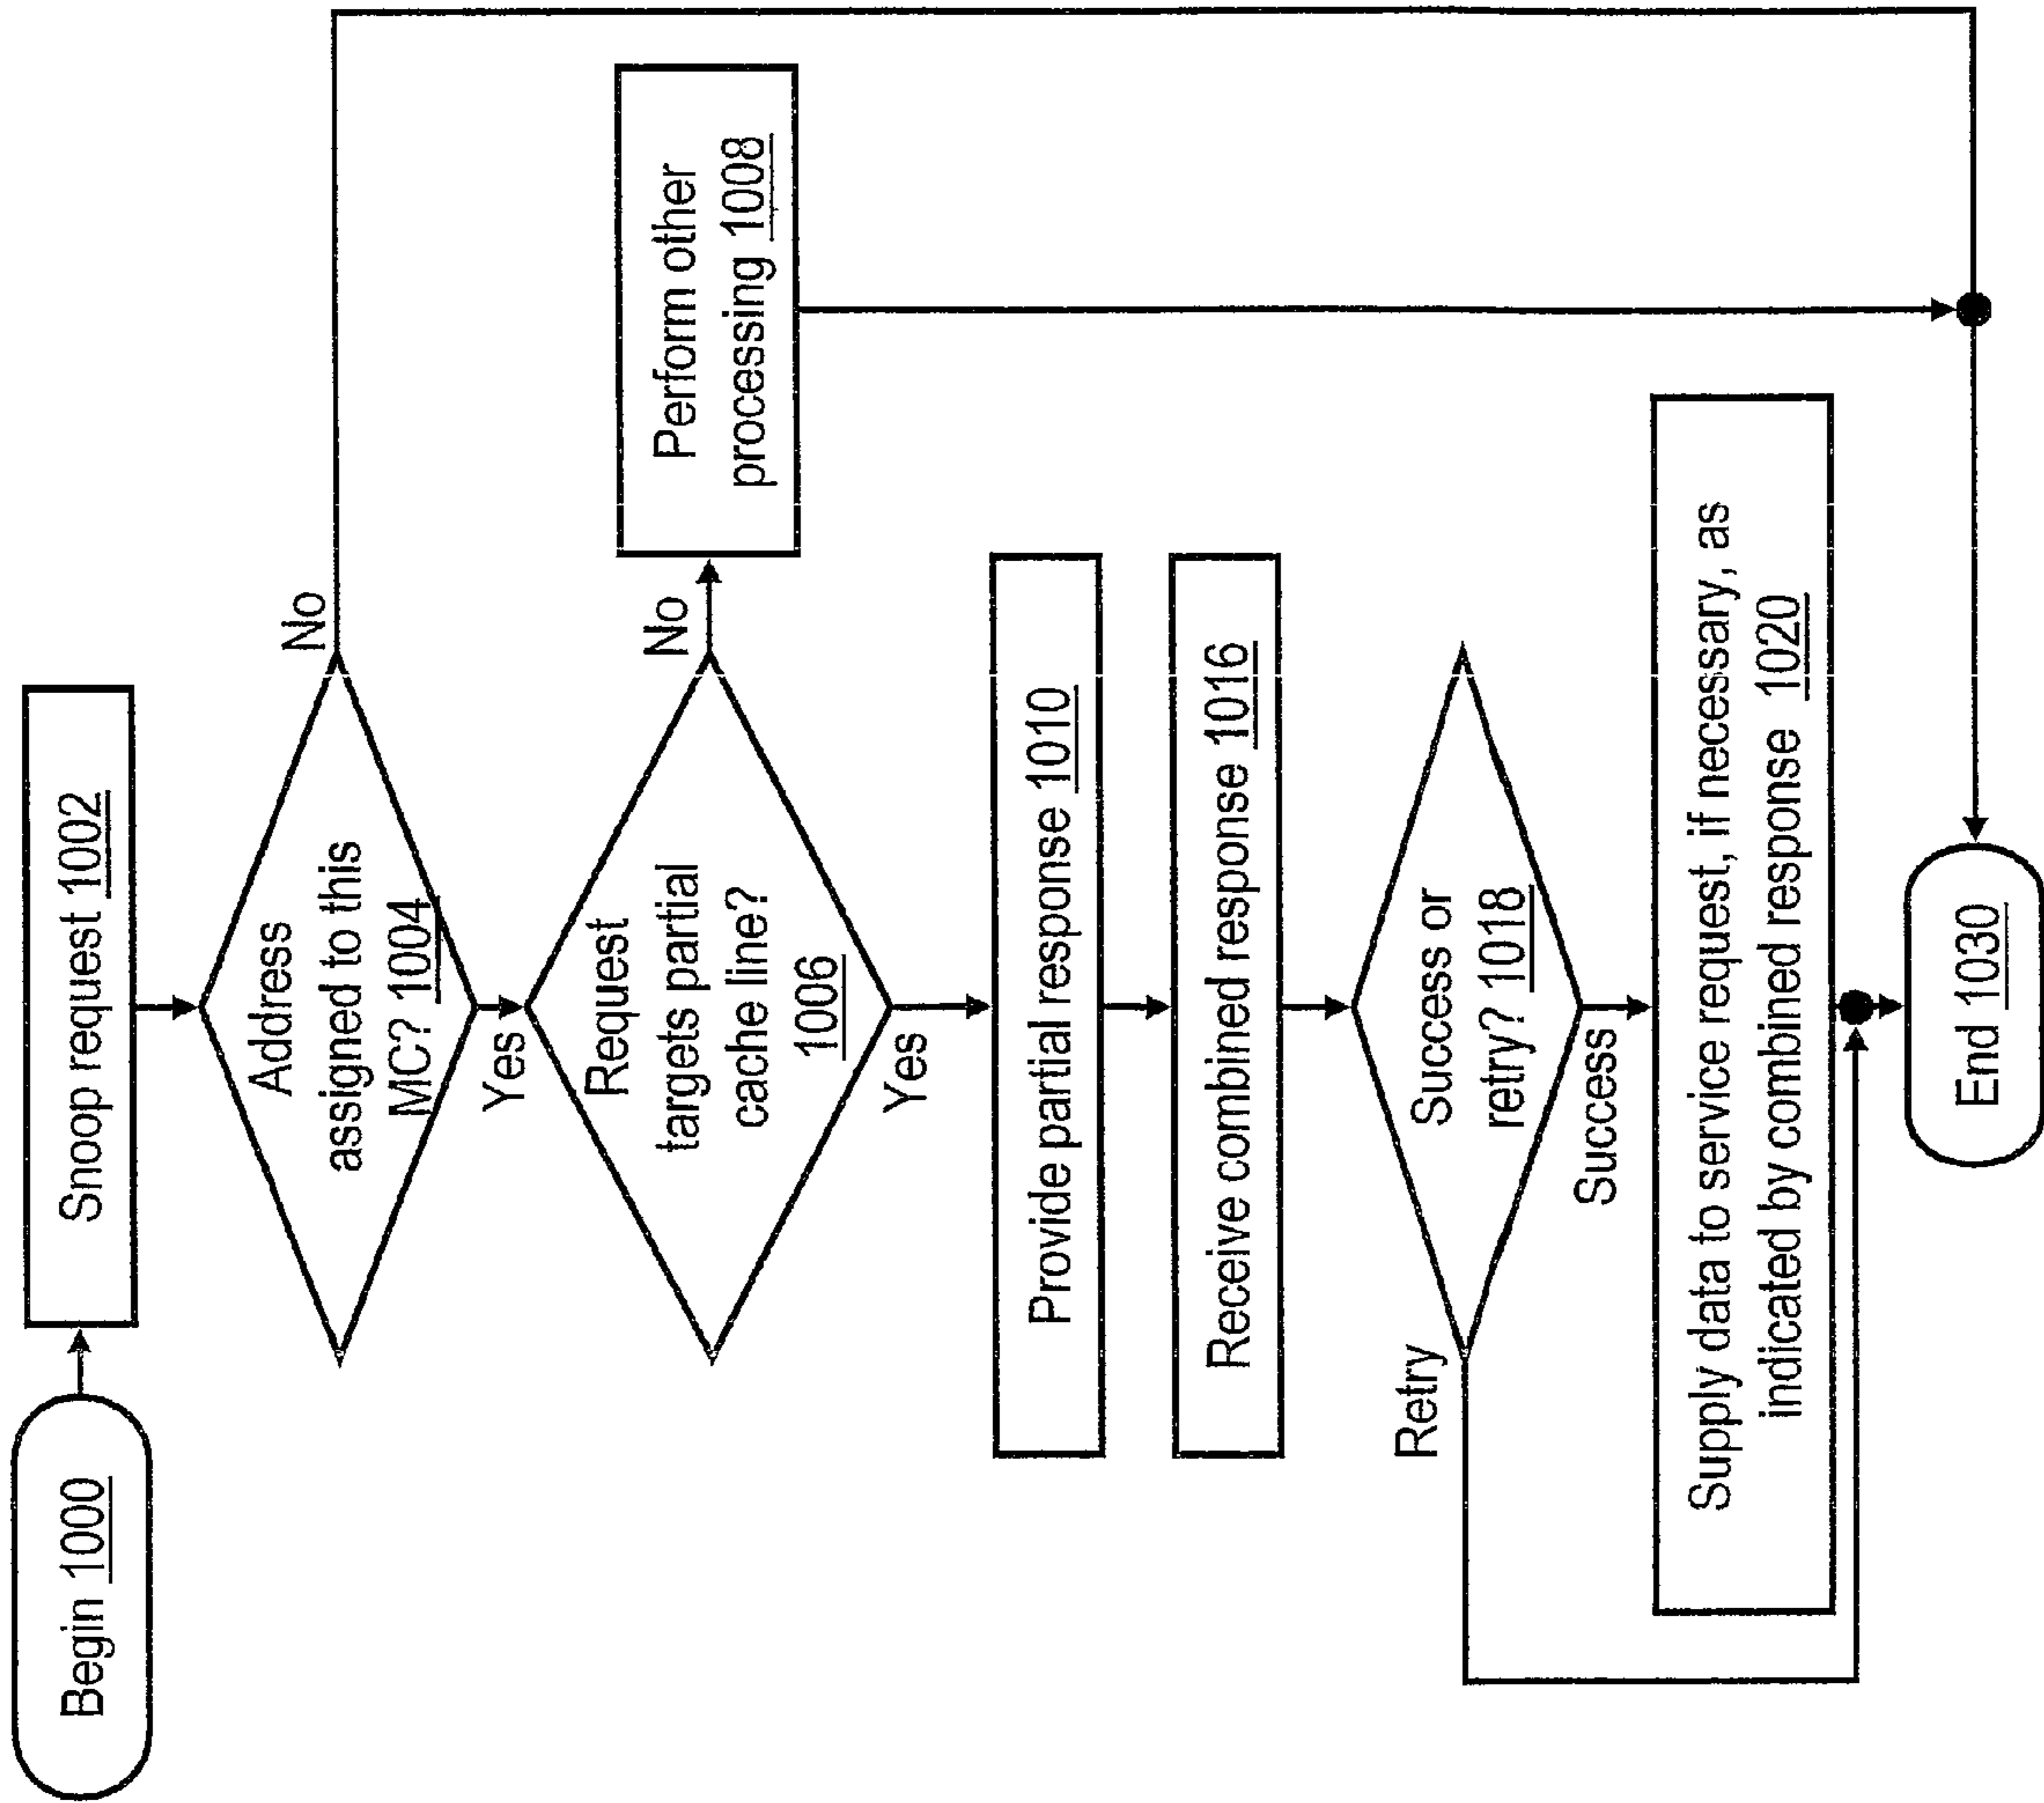 Begin 1000
Snoop request 1002
Address
assigned to this
MC? 1004
No
Yes
Request
targets partial
cache line?
1006
No
Perform other
processing 1008
Yes
Provide partial response 1010
Receive combined response 1016
Success or
retry? 1018
Retry
Success
Supply data to service request, if necessary, as
indicated by combined response 1020
End 1030